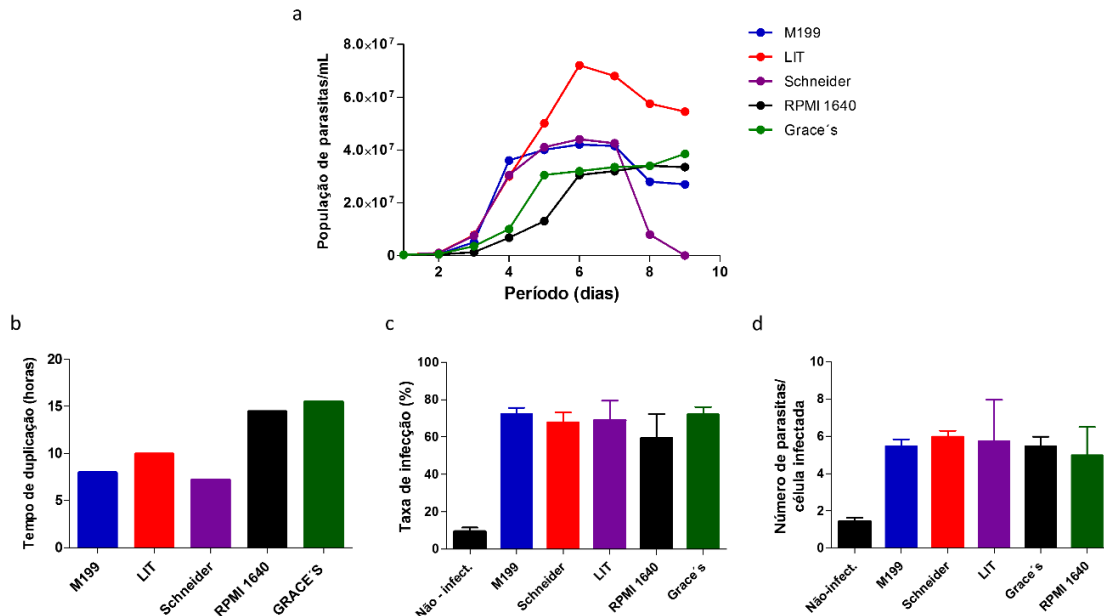 a
M199
LIT
Schneider
RPMI 1640
Grace´s
População de parasitas/mL
8.0×10⁷
6.0×10⁷
4.0×10⁷
2.0×10⁷
0
2 4 6 8 10
Período (dias)
b
Tempo de duplicação (horas)
20
15
10
5
0
M199
LIT
Schneider
RPMI 1640
GRACE´S
c
Taxa de infecção (%)
100
80
60
40
20
0
Não - infect.
M199
Schneider
LIT
RPMI 1640
Grace´s
d
Número de parasitas/
célula infectada
10
8
6
4
2
0
Não-infect.
M199
Schneider
LIT
Grace´s
RPMI 1640